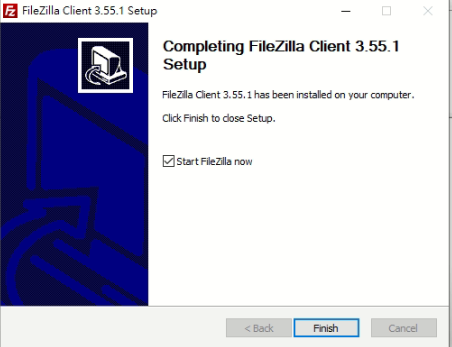 FileZilla Client 3.55.1 Setup
Completing FileZilla Client 3.55.1
Setup
FileZilla Client 3.55.1 has been installed on your computer.
Click Finish to close Setup.
Start FileZilla now
< Back
Finish
Cancel